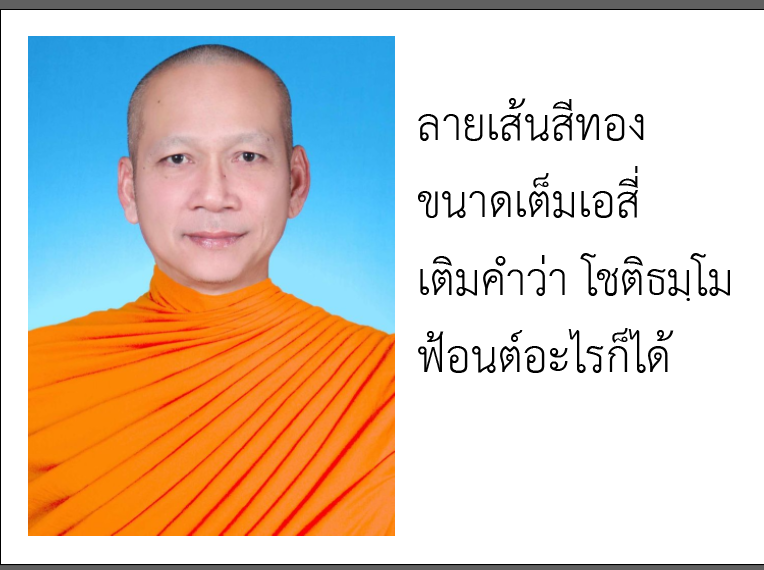 ลายเส้นสีทอง
ขนาดเต็มเอสี่
เติมคำว่า โชติธมฺโม
ฟ้อนต์อะไรก็ได้